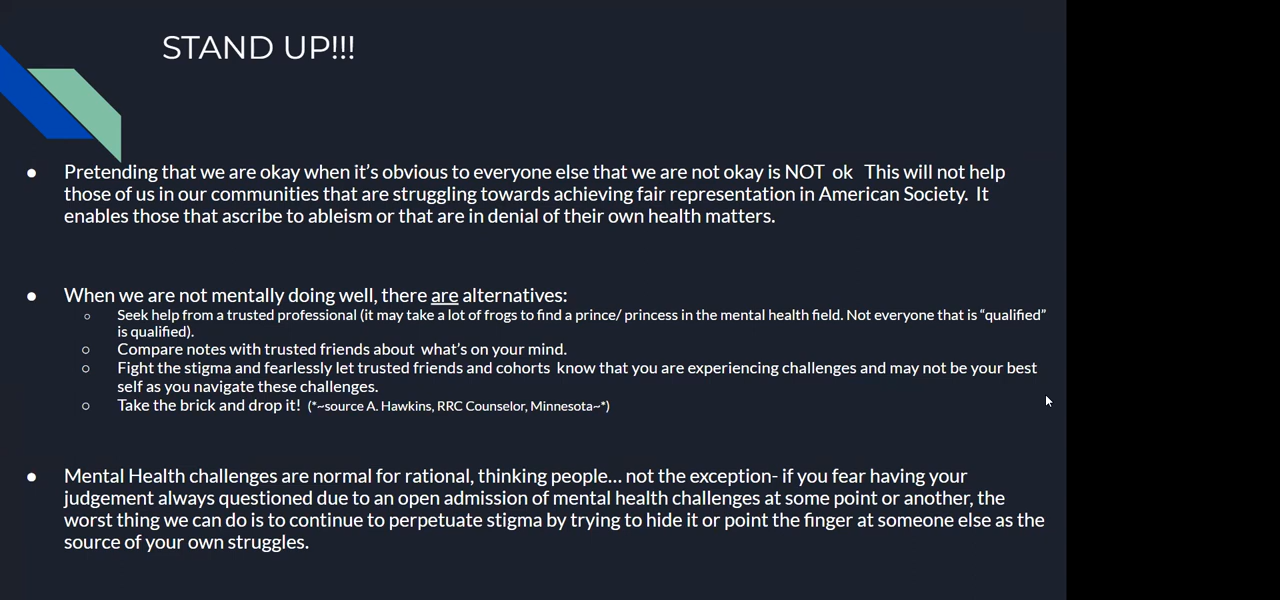 STAND UP!!!
● Pretending that we are okay when it’s obvious to everyone else that we are not okay is NOT ok This will not help
those of us in our communities that are struggling towards achieving fair representation in American Society. It
enables those that ascribe to ableism or that are in denial of their own health matters.
● When we are not mentally doing well, there are alternatives:
○ Seek help from a trusted professional (it may take a lot of frogs to find a prince/ princess in the mental health field. Not everyone that is “qualified”
is qualified).
○ Compare notes with trusted friends about what’s on your mind.
○ Fight the stigma and fearlessly let trusted friends and cohorts know that you are experiencing challenges and may not be your best
self as you navigate these challenges.
○ Take the brick and drop it! (*~source A. Hawkins, RRC Counselor, Minnesota~*)
● Mental Health challenges are normal for rational, thinking people... not the exception- if you fear having your
judgement always questioned due to an open admission of mental health challenges at some point or another, the
worst thing we can do is to continue to perpetuate stigma by trying to hide it or point the finger at someone else as the
source of your own struggles.